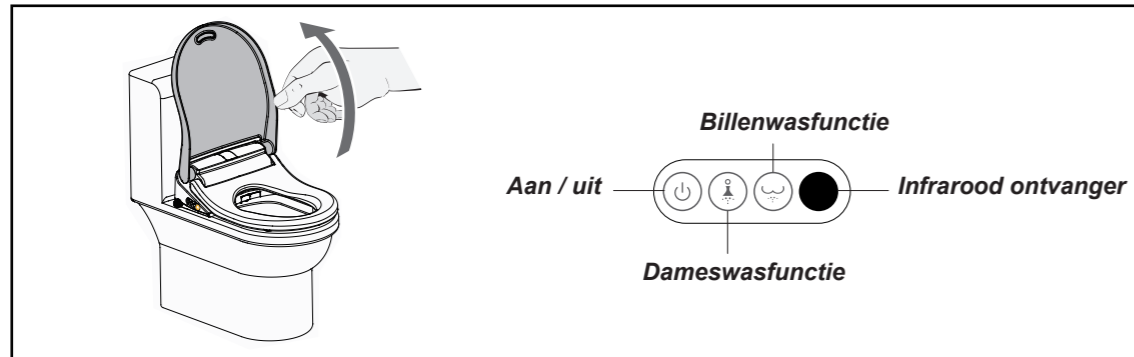 Billenwasfunctie
Aan / uit
Infrarood ontvanger
Dameswasfunctie